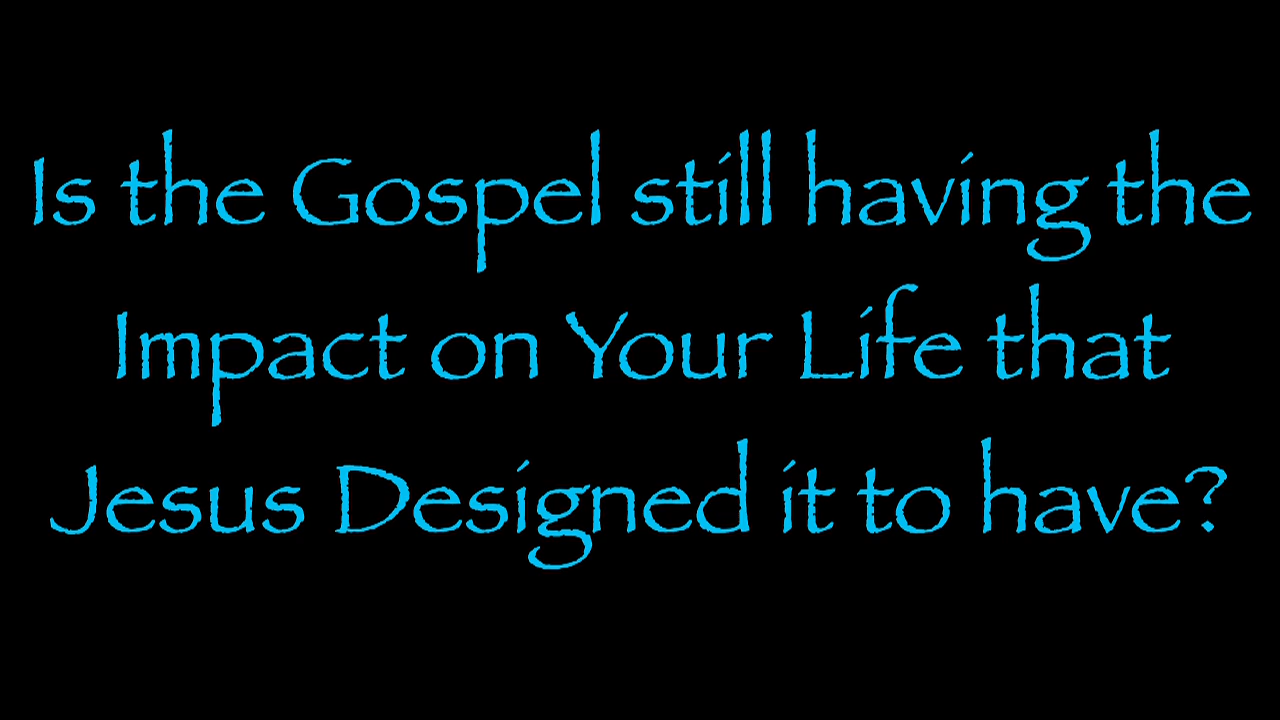 Is the Gospel still having the
Impact on Your Life that
Jesus Designed it to have?